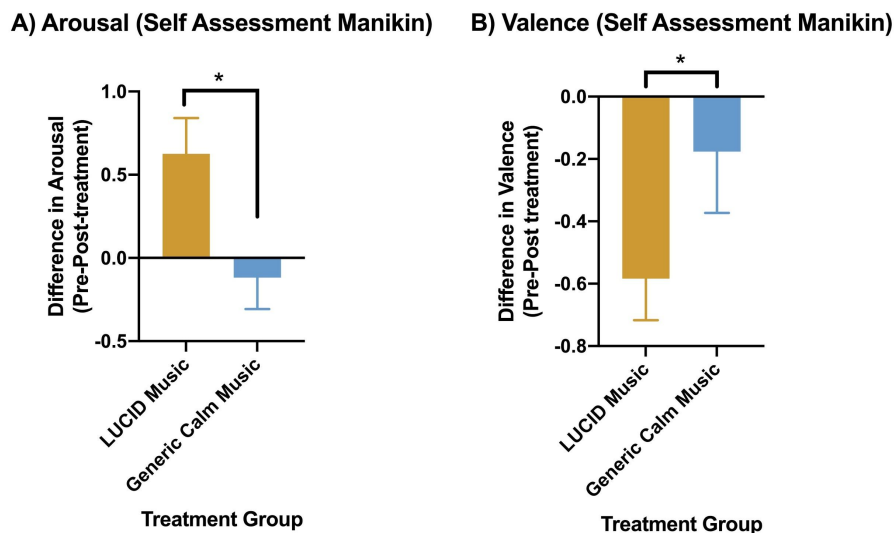 A) Arousal (Self Assessment Manikin)
*
Difference in Arousal
(Pre-Post-treatment)
1.0
0.5
0.0
-0.5
LUCID Music
Generic Calm Music
Treatment Group
B) Valence (Self Assessment Manikin)
*
Difference in Valence
(Pre-Post treatment)
0.0
-0.2
-0.4
-0.6
-0.8
LUCID Music
Generic Calm Music
Treatment Group